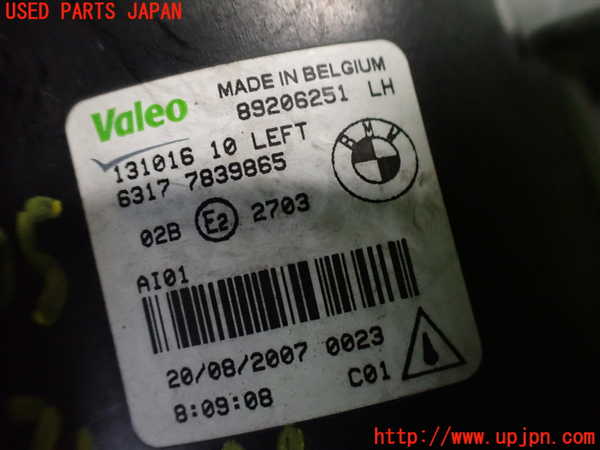 USED PARTS JAPAN
Valeo
MADE IN BELGIUM
89206251 LH
131016 10 LEFT
6317 7839865
BMW
02B E2 2703
AI01
20/08/2007 0023
8:09:08 C01
http://www.upjpn.com